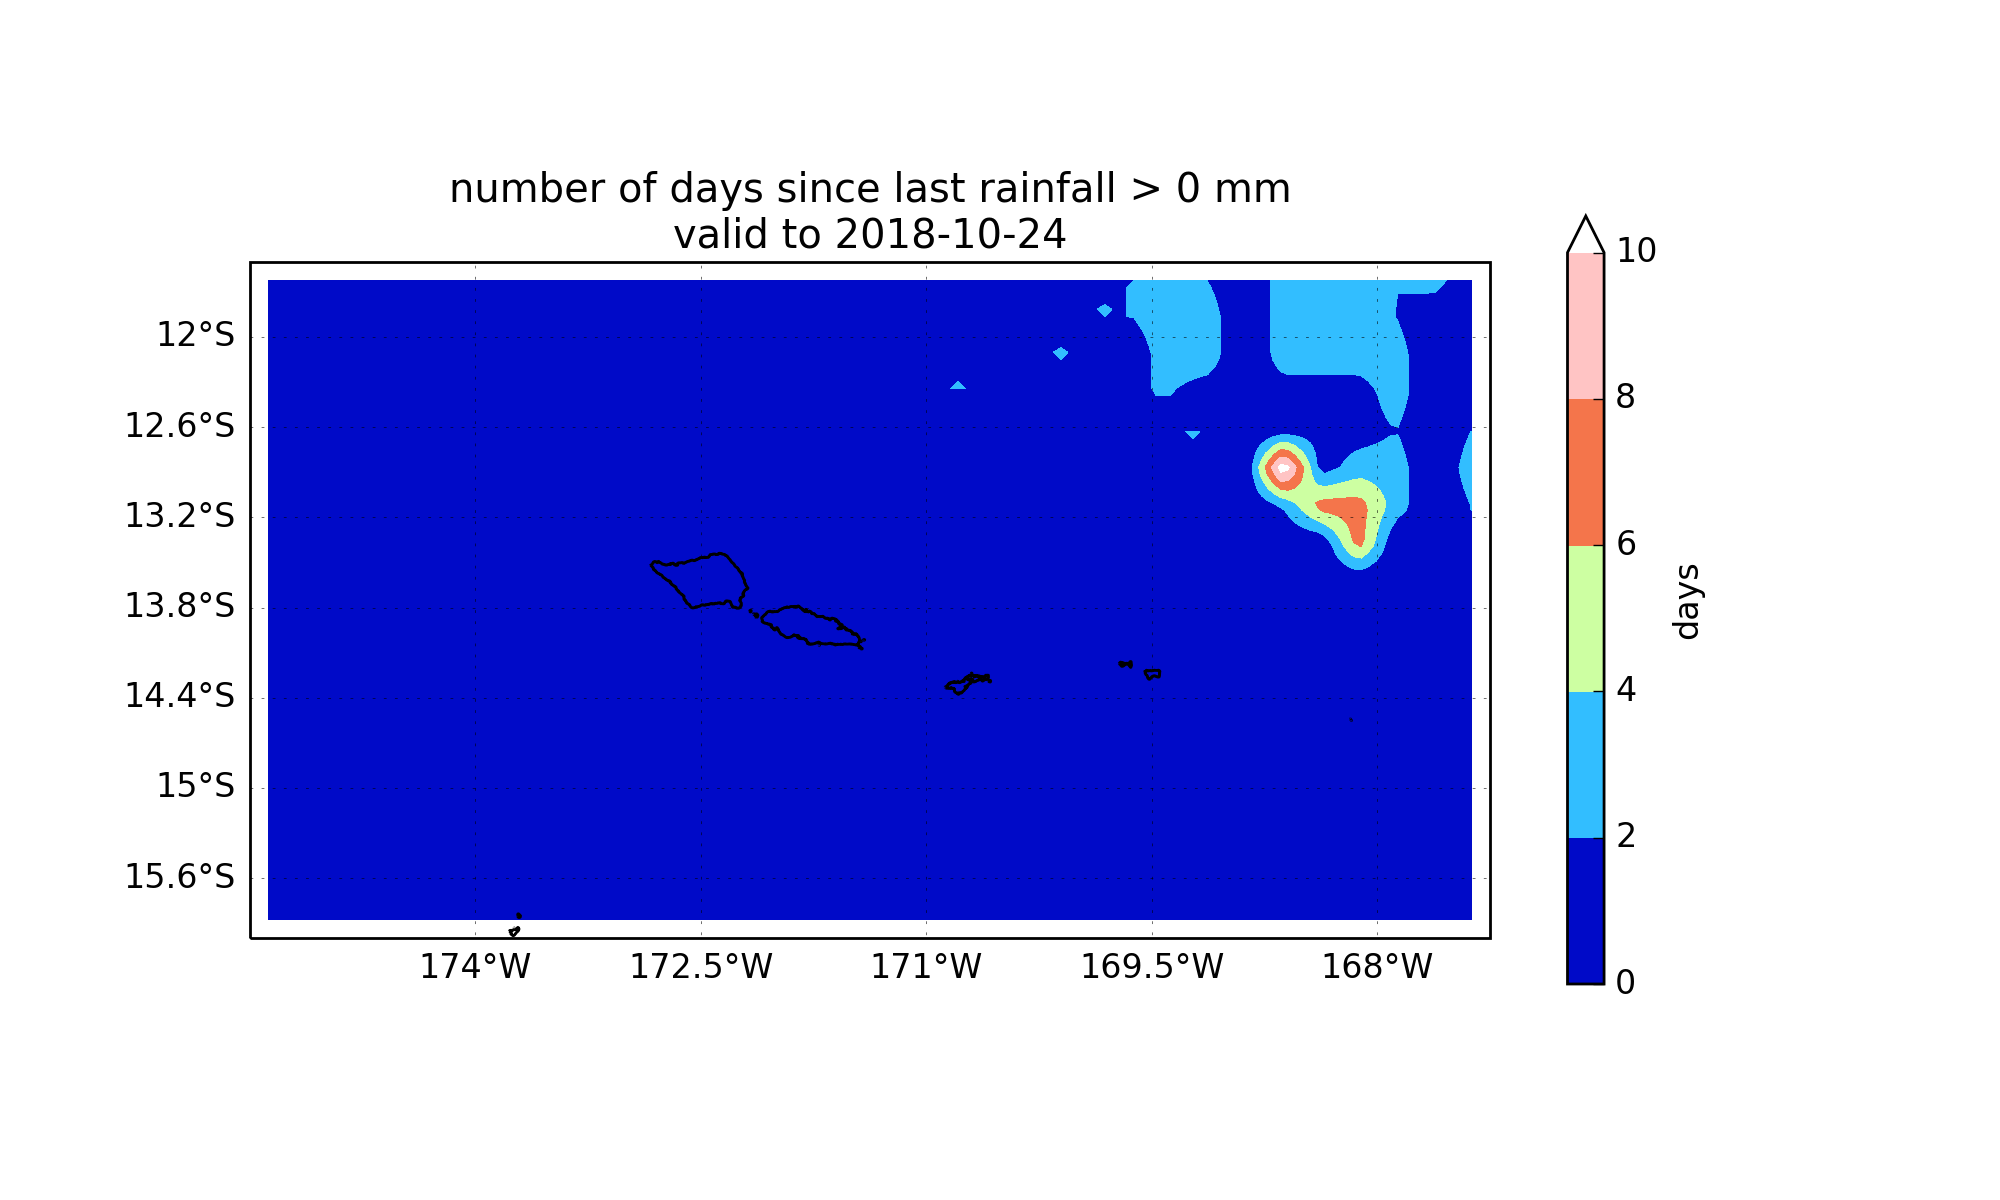 number of days since last rainfall > 0 mm
valid to 2018-10-24
12°S
12.6°S
13.2°S
13.8°S
14.4°S
15°S
15.6°S
174°W 172.5°W 171°W 169.5°W 168°W
10
8
6
4
2
0
days